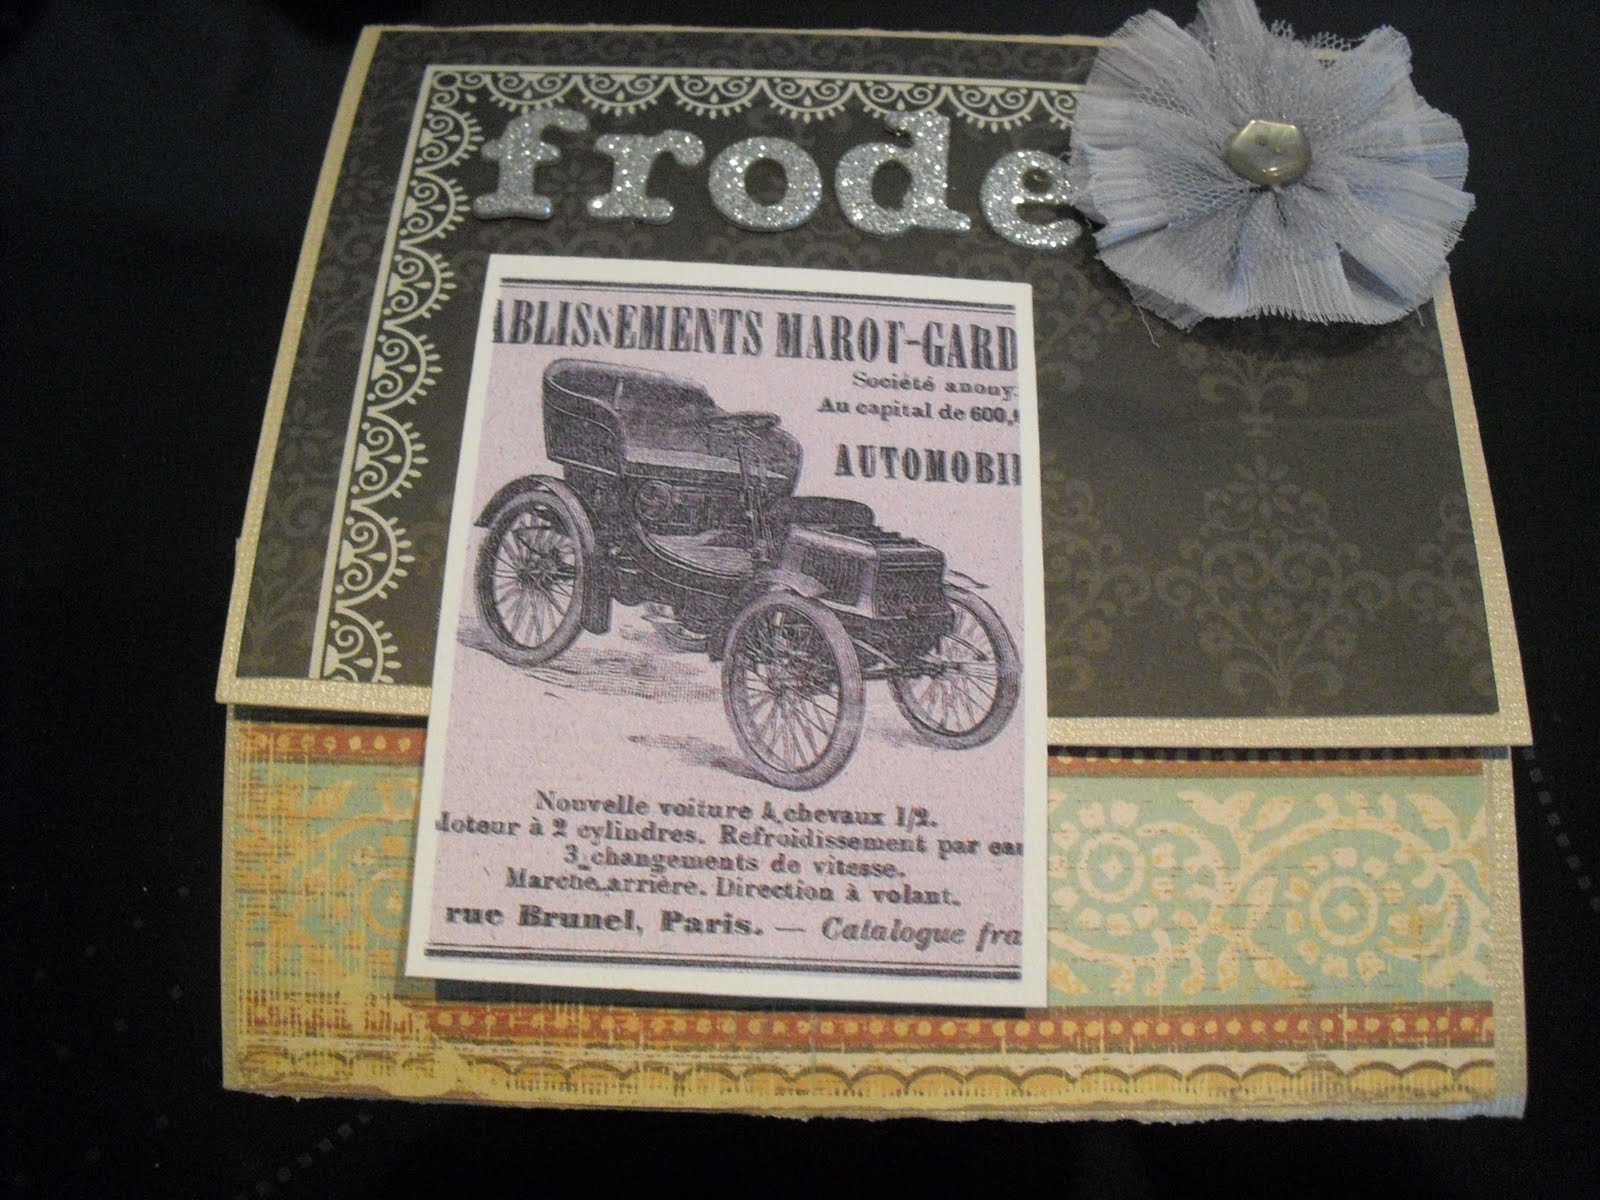 frode
ABLISSEMENTS MAROT-GARD
Société anony.
Au capital de 600,
AUTOMOBI
Nouvelle voiture 4 chevaux 1/2.
Moteur à 2 cylindres. Refroidissement par eau
3 changements de vitesse.
Marche arrière. Direction à volant.
rue Brunel, Paris. — Catalogue fra